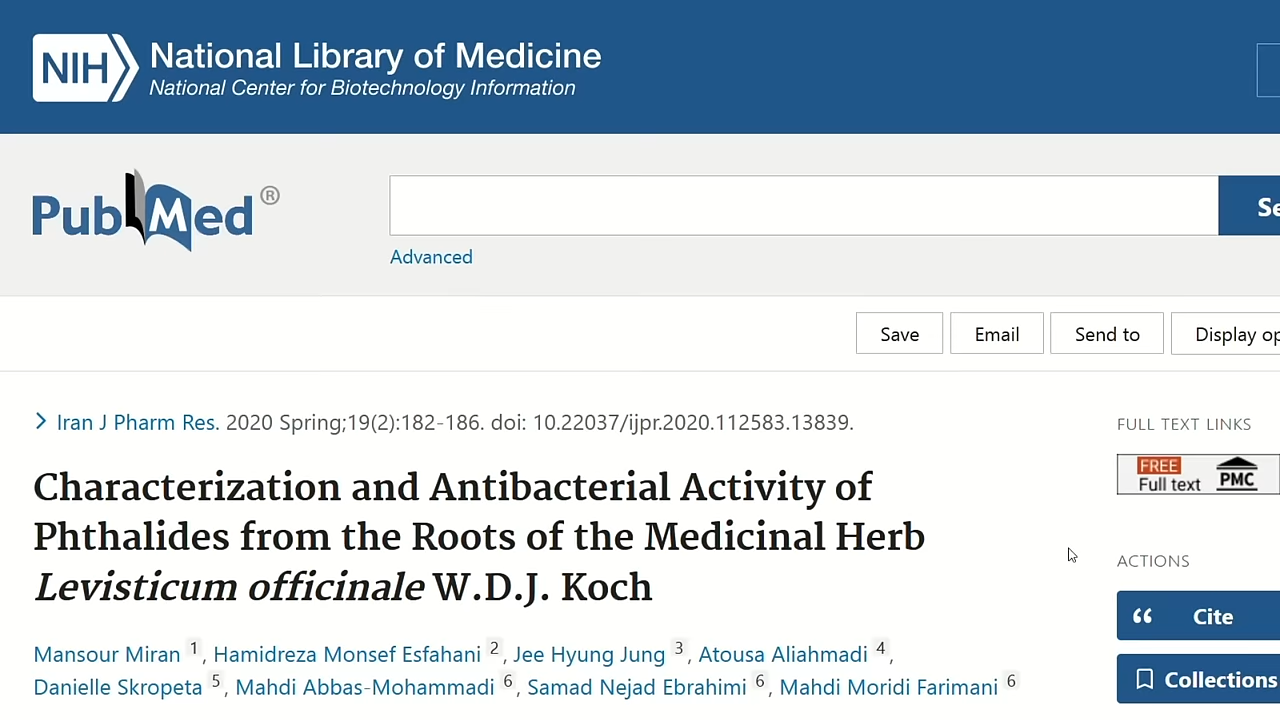 NIH National Library of Medicine
National Center for Biotechnology Information
PubMed ®
Advanced
Save Email Send to Display
Iran J Pharm Res. 2020 Spring;19(2):182-186. doi: 10.22037/ijpr.2020.112583.13839.
FULL TEXT LINKS
FREE
Full text PMC
Characterization and Antibacterial Activity of
Phthalides from the Roots of the Medicinal Herb
Levisticum officinale W.D.J. Koch
ACTIONS
Cite
Mansour Miran 1, Hamidreza Monsef Esfahani 2, Jee Hyung Jung 3, Atousa Aliahmadi 4,
Danielle Skropeta 5, Mahdi Abbas-Mohammadi 6, Samad Nejad Ebrahimi 6, Mahdi Moridi Farimani 6
Collections